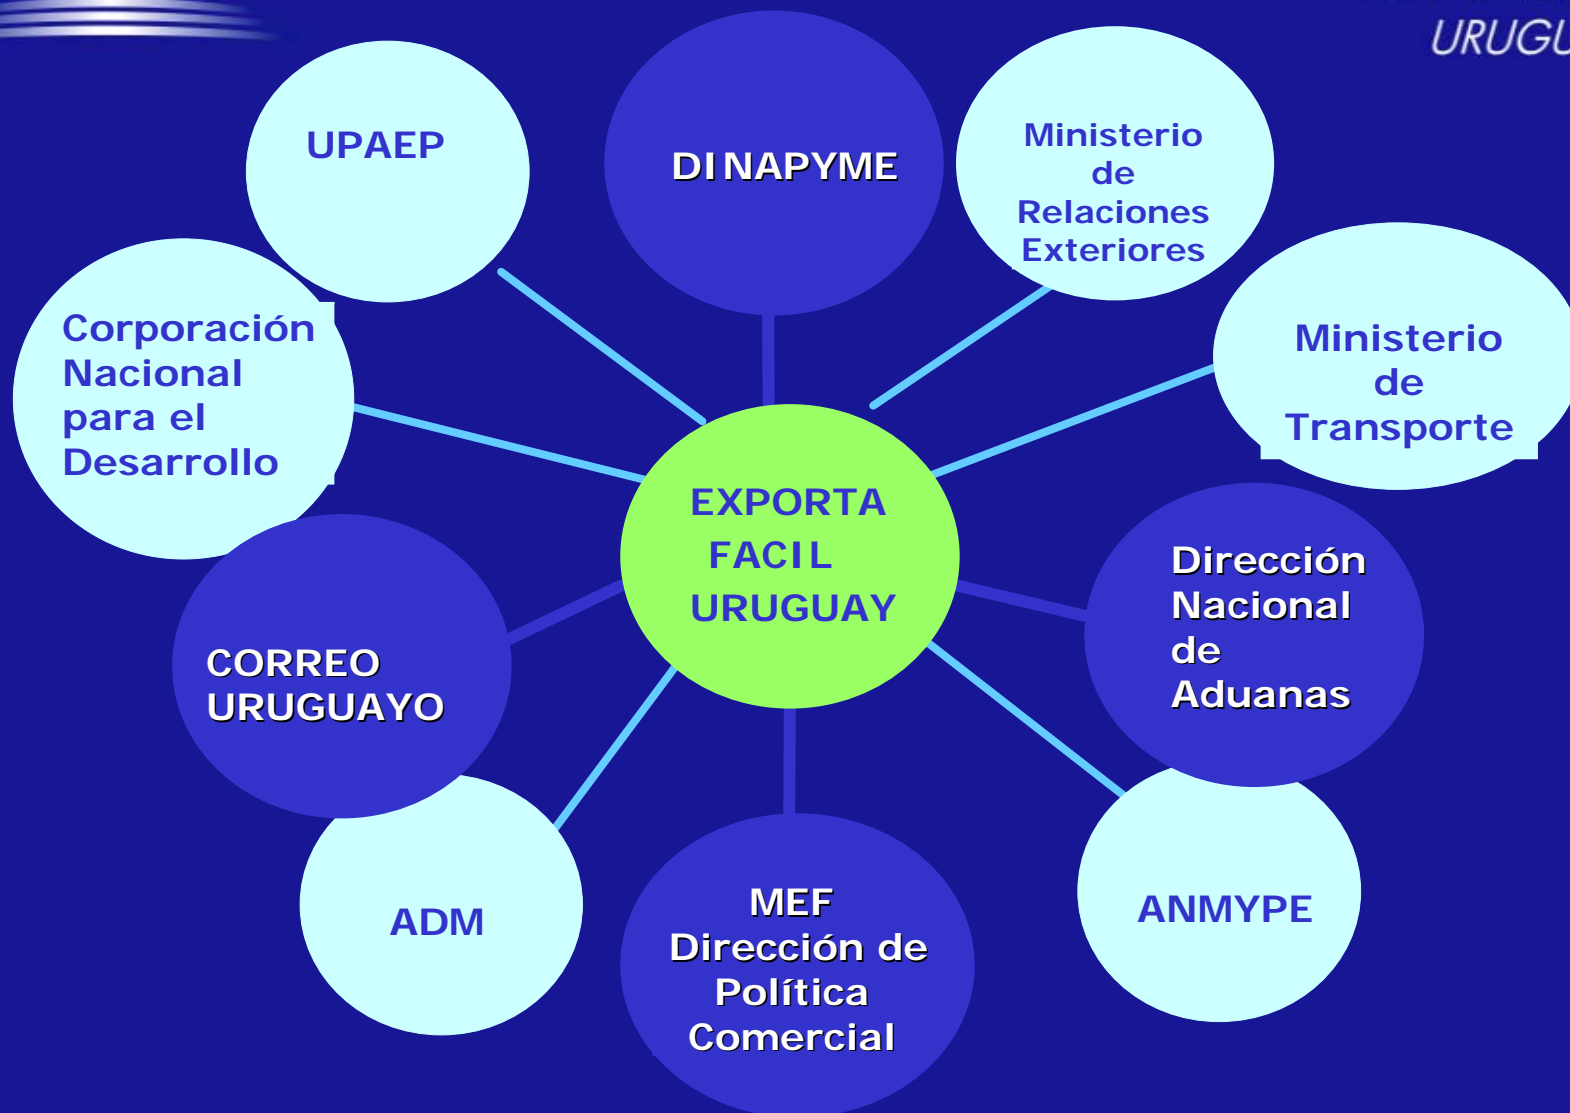 UPAEP
DINAPYME
Ministerio
de
Relaciones
Exteriores
Corporación
Nacional
para el
Desarrollo
Ministerio
de
Transporte
EXPORTA
FACIL
URUGUAY
Dirección
Nacional
de
Aduanas
CORREO
URUGUAYO
ADM
MEF
Dirección de
Política
Comercial
ANMYPE